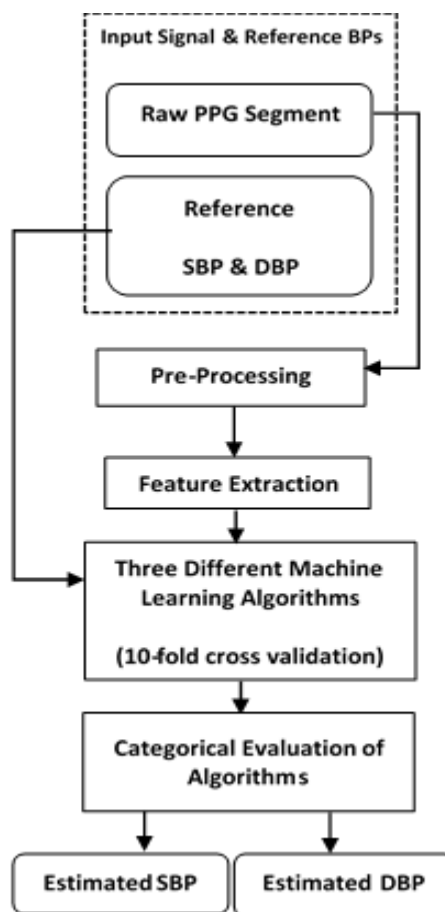 Input Signal & Reference BPs
Raw PPG Segment
Reference
SBP & DBP
Pre-Processing
Feature Extraction
Three Different Machine
Learning Algorithms
(10-fold cross validation)
Categorical Evaluation of
Algorithms
Estimated SBP
Estimated DBP